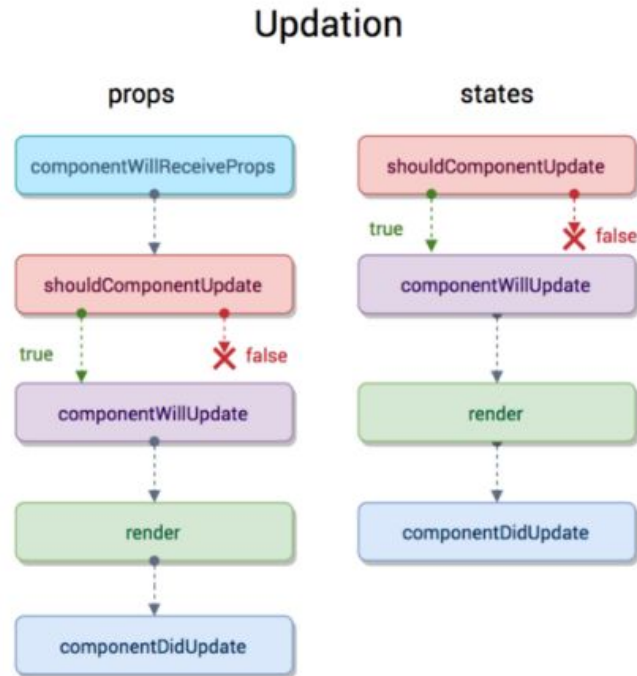 Updation
props
componentWillReceiveProps
shouldComponentUpdate
true
false
componentWillUpdate
render
componentDidUpdate
states
shouldComponentUpdate
true
false
componentWillUpdate
render
componentDidUpdate